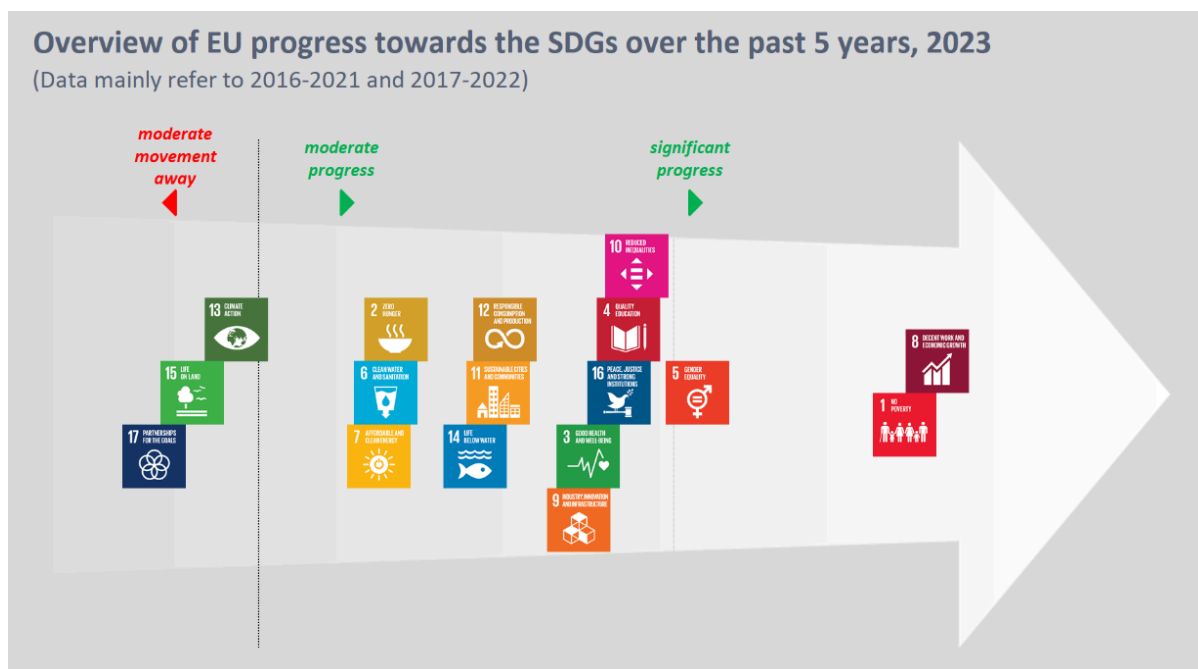 Overview of EU progress towards the SDGs over the past 5 years, 2023
(Data mainly refer to 2016-2021 and 2017-2022)
moderate
movement
away
moderate
progress
significant
progress
10 REDUCED
INEQUALITIES
13 CLIMATE
ACTION
2 ZERO
HUNGER
12 RESPONSIBLE
CONSUMPTION
AND PRODUCTION
4 QUALITY
EDUCATION
8 DECENT WORK AND
ECONOMIC GROWTH
15 LIFE
ON LAND
6 CLEAN WATER
AND SANITATION
11 SUSTAINABLE CITIES
AND COMMUNITIES
16 PEACE, JUSTICE
AND STRONG
INSTITUTIONS
5 GENDER
EQUALITY
1 NO
POVERTY
17 PARTNERSHIPS
FOR THE GOALS
7 AFFORDABLE AND
CLEAN ENERGY
14 LIFE
BELOW WATER
3 GOOD HEALTH
AND WELL-BEING
9 INDUSTRY, INNOVATION
AND INFRASTRUCTURE